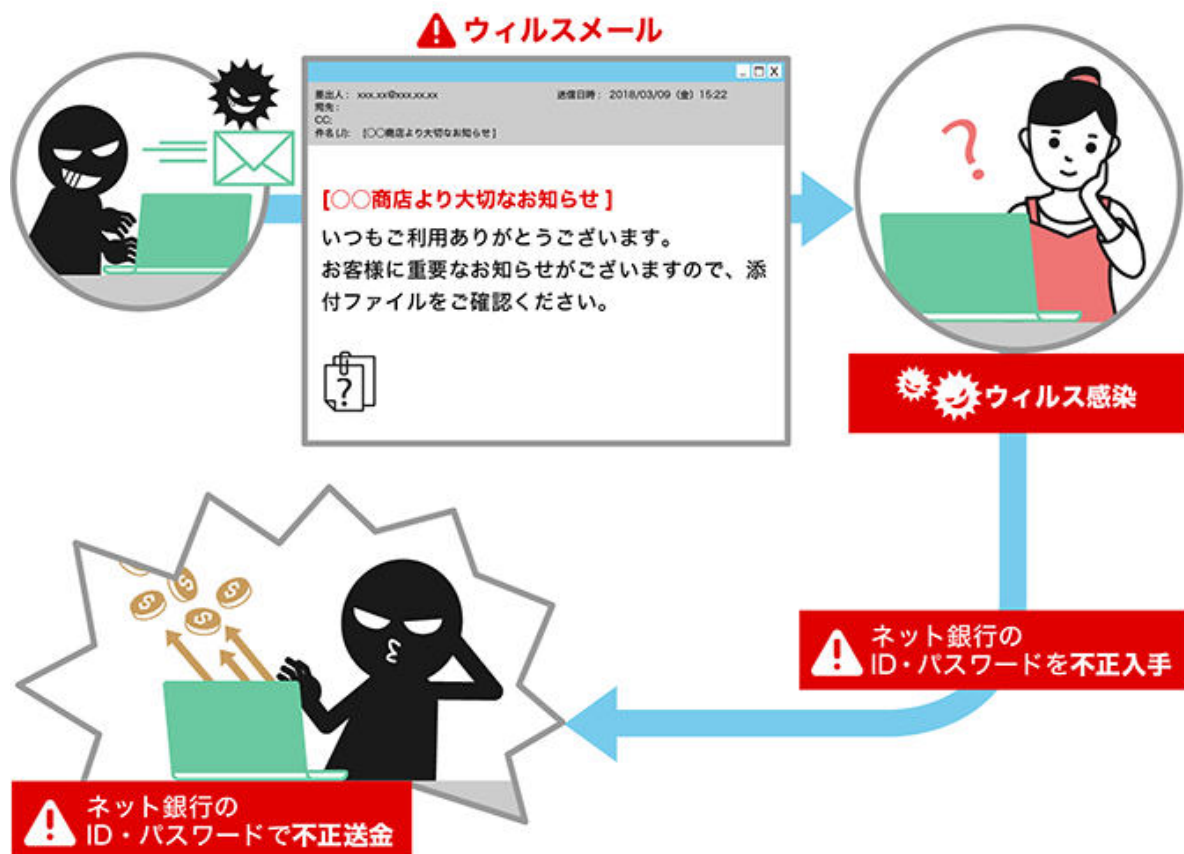 ウィルスメール
差出人： xxx.xx@xxx.xx.xx 送信日時： 2018/03/09（金）15:22
宛先：
CC:
件名(J): [○○商店より大切なお知らせ]
[○○商店より大切なお知らせ ]
いつもご利用ありがとうございます。
お客様に重要なお知らせがございますので、添
付ファイルをご確認ください。
?
?
ウィルス感染
ネット銀行の
ID・パスワードを不正入手
ネット銀行の
ID・パスワードで不正送金